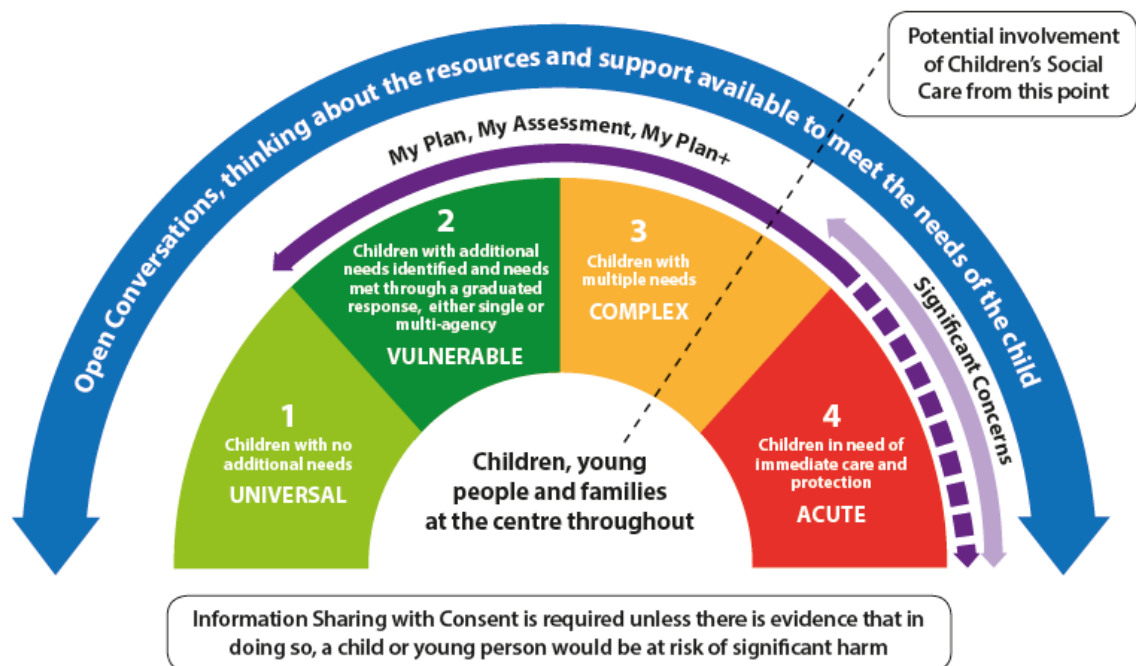 Potential involvement
of Children's Social
Care from this point
Open Conversations, thinking about the resources and support available to meet the needs of the child
My Plan, My Assessment, My Plan+
Significant Concerns
1
Children with no
additional needs
UNIVERSAL
2
Children with additional
needs identified and needs
met through a graduated
response, either single or
multi-agency
VULNERABLE
3
Children with
multiple needs
COMPLEX
4
Children in need of
immediate care and
protection
ACUTE
Children, young
people and families
at the centre throughout
Information Sharing with Consent is required unless there is evidence that in
doing so, a child or young person would be at risk of significant harm